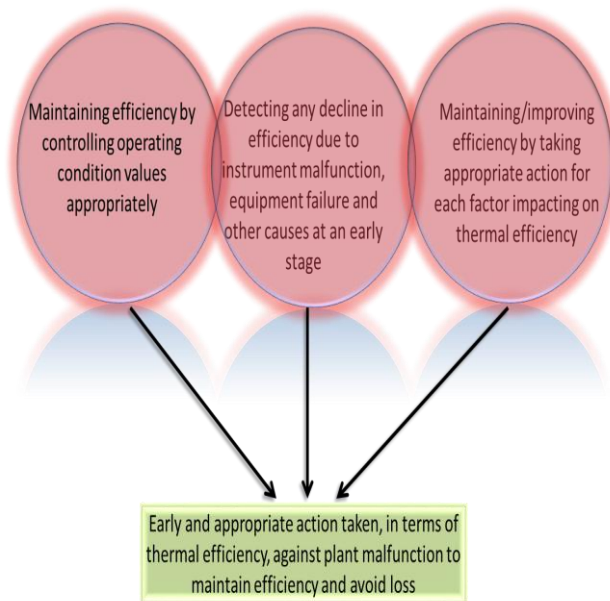 Maintaining efficiency by
controlling operating
condition values
appropriately
Detecting any decline in
efficiency due to
instrument malfunction,
equipment failure and
other causes at an early
stage
Maintaining/improving
efficiency by taking
appropriate action for
each factor impacting on
thermal efficiency
Early and appropriate action taken, in terms of
thermal efficiency, against plant malfunction to
maintain efficiency and avoid loss